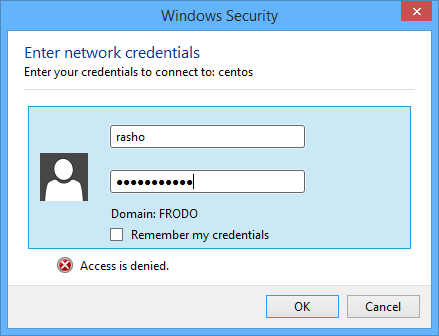 Windows Security
Enter network credentials
Enter your credentials to connect to: centos
rasho
●●●●●●●●●●●
Domain: FRODO
Remember my credentials
Access is denied.
OK
Cancel